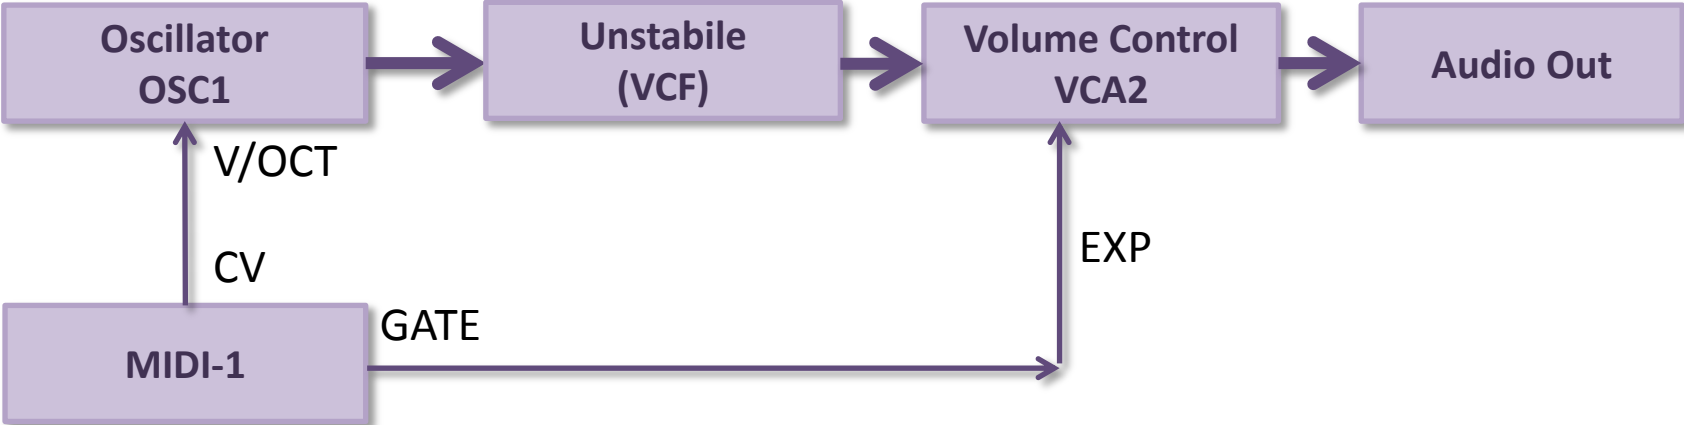 Oscillator
OSC1
Unstabile
(VCF)
Volume Control
VCA2
Audio Out
V/OCT
CV
EXP
GATE
MIDI-1